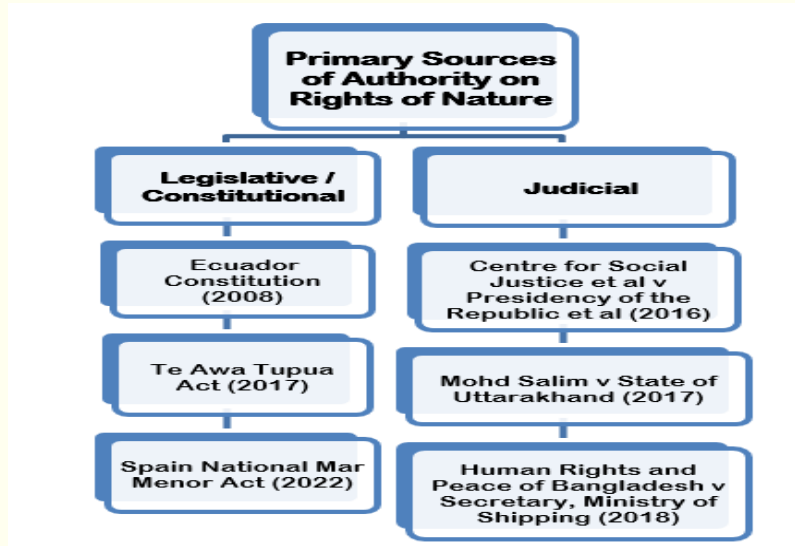 Primary Sources
of Authority on
Rights of Nature
Legislative /
Constitutional
Ecuador
Constitution
(2008)
Te Awa Tupua
Act (2017)
Spain National Mar
Menor Act (2022)
Judicial
Centre for Social
Justice et al v
Presidency of the
Republic et al (2016)
Mohd Salim v State of
Uttarakhand (2017)
Human Rights and
Peace of Bangladesh v
Secretary, Ministry of
Shipping (2018)